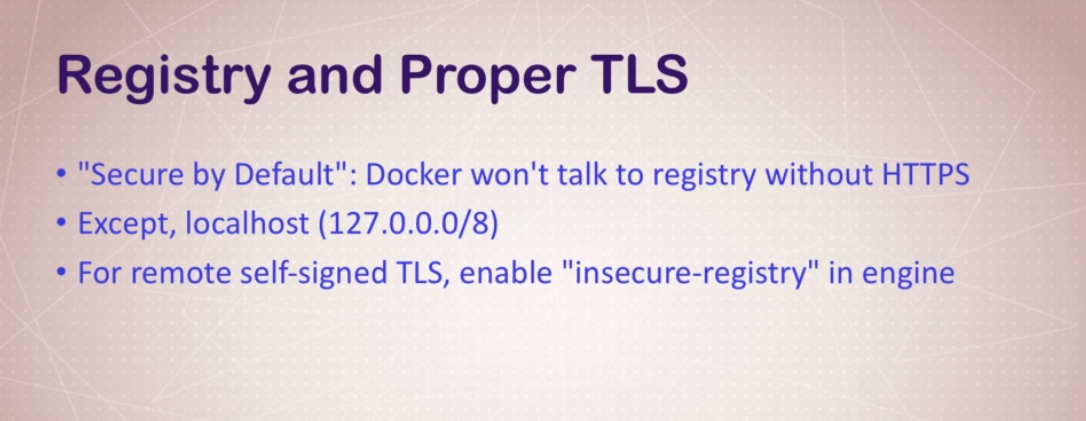 Registry and Proper TLS
• "Secure by Default": Docker won't talk to registry without HTTPS
• Except, localhost (127.0.0.0/8)
• For remote self-signed TLS, enable "insecure-registry" in engine